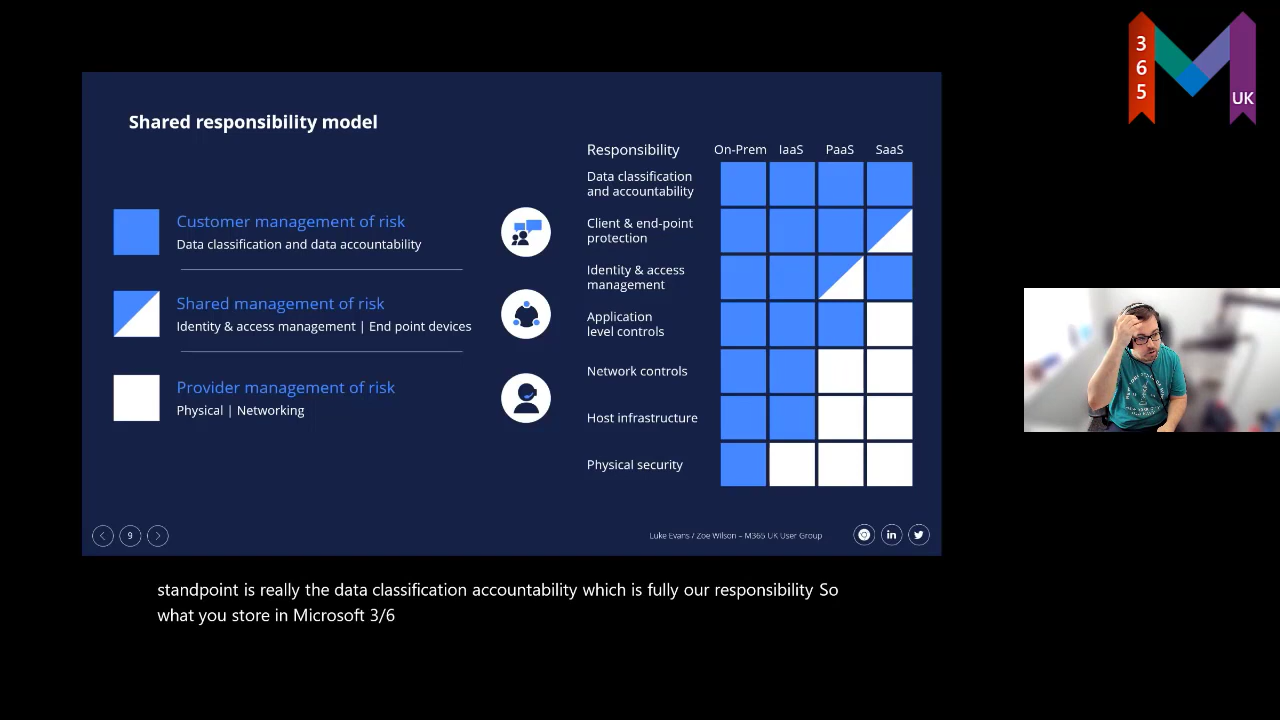 3
6
5
UK
Shared responsibility model
Responsibility
On-Prem
IaaS
PaaS
SaaS
Data classification
and accountability
Client & end-point
protection
Identity & access
management
Application
level controls
Network controls
Host infrastructure
Physical security
Customer management of risk
Data classification and data accountability
Shared management of risk
Identity & access management | End point devices
Provider management of risk
Physical | Networking
9
Luke Evans / Zoe Wilson – M365 UK User Group
in
standpoint is really the data classification accountability which is fully our responsibility So
what you store in Microsoft 3/6